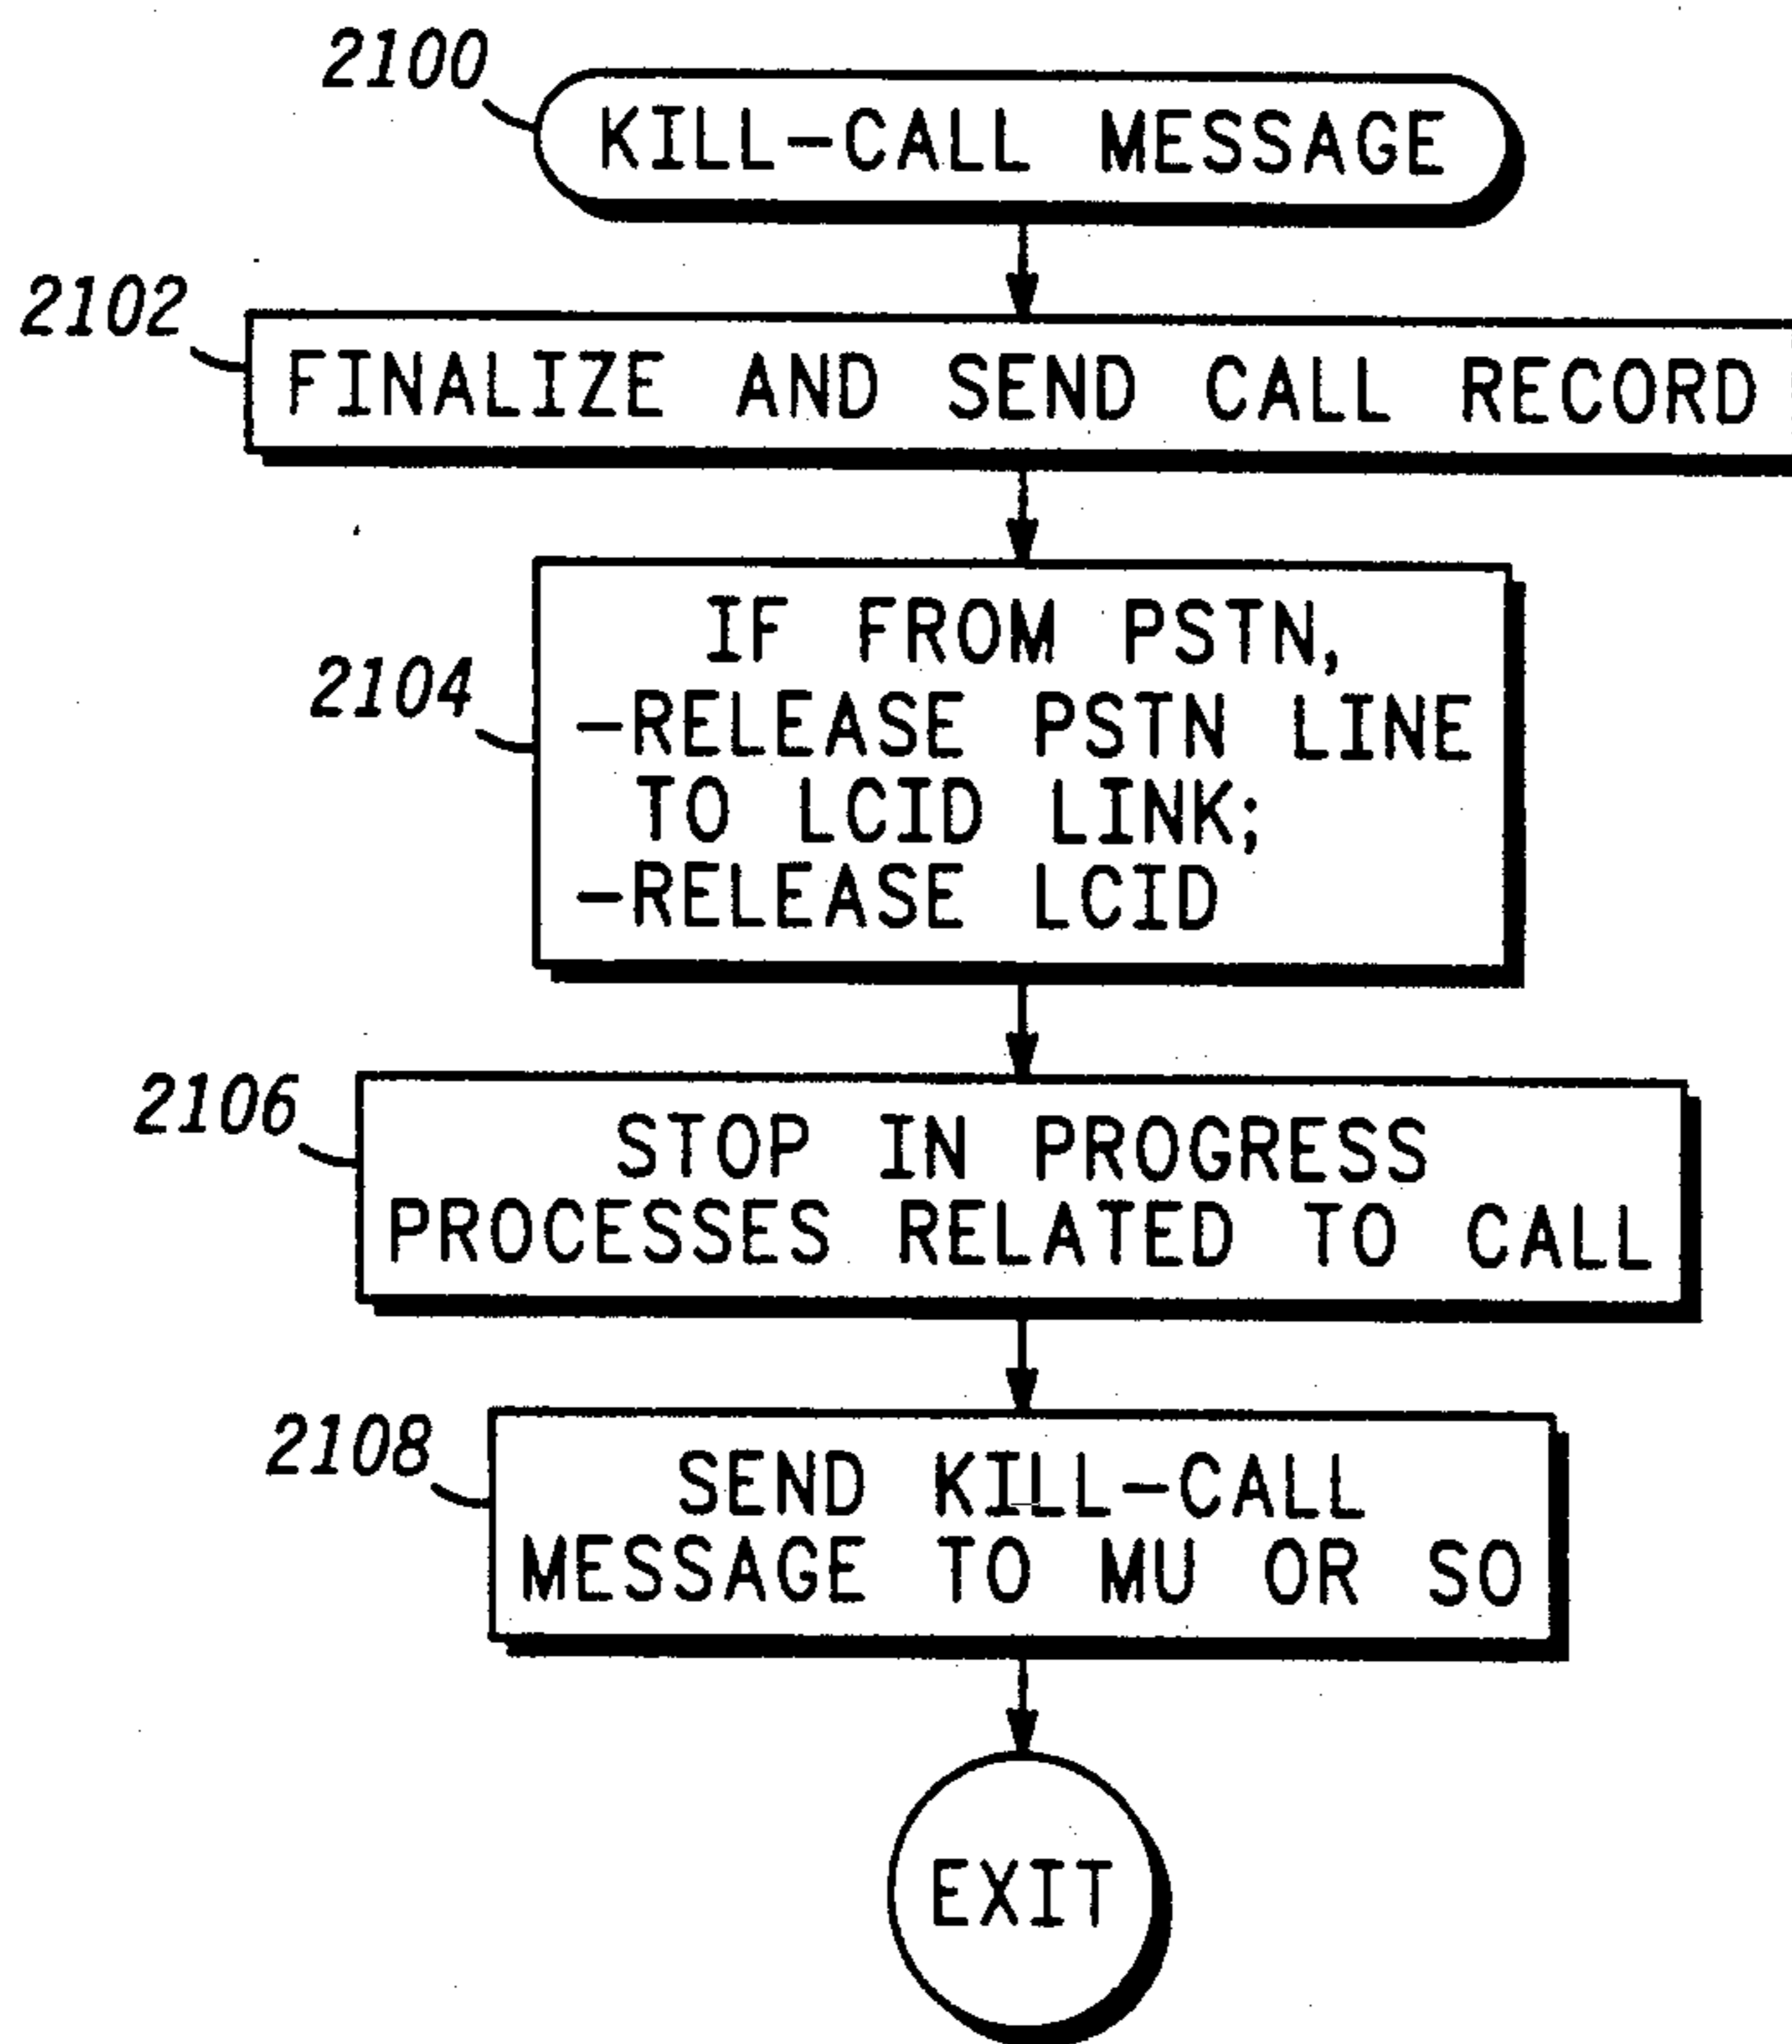 2100
KILL-CALL MESSAGE
2102
FINALIZE AND SEND CALL RECORD
IF FROM PSTN,
2104
-RELEASE PSTN LINE
TO LCID LINK;
-RELEASE LCID
2106
STOP IN PROGRESS
PROCESSES RELATED TO CALL
2108
SEND KILL-CALL
MESSAGE TO MU OR SO
EXIT